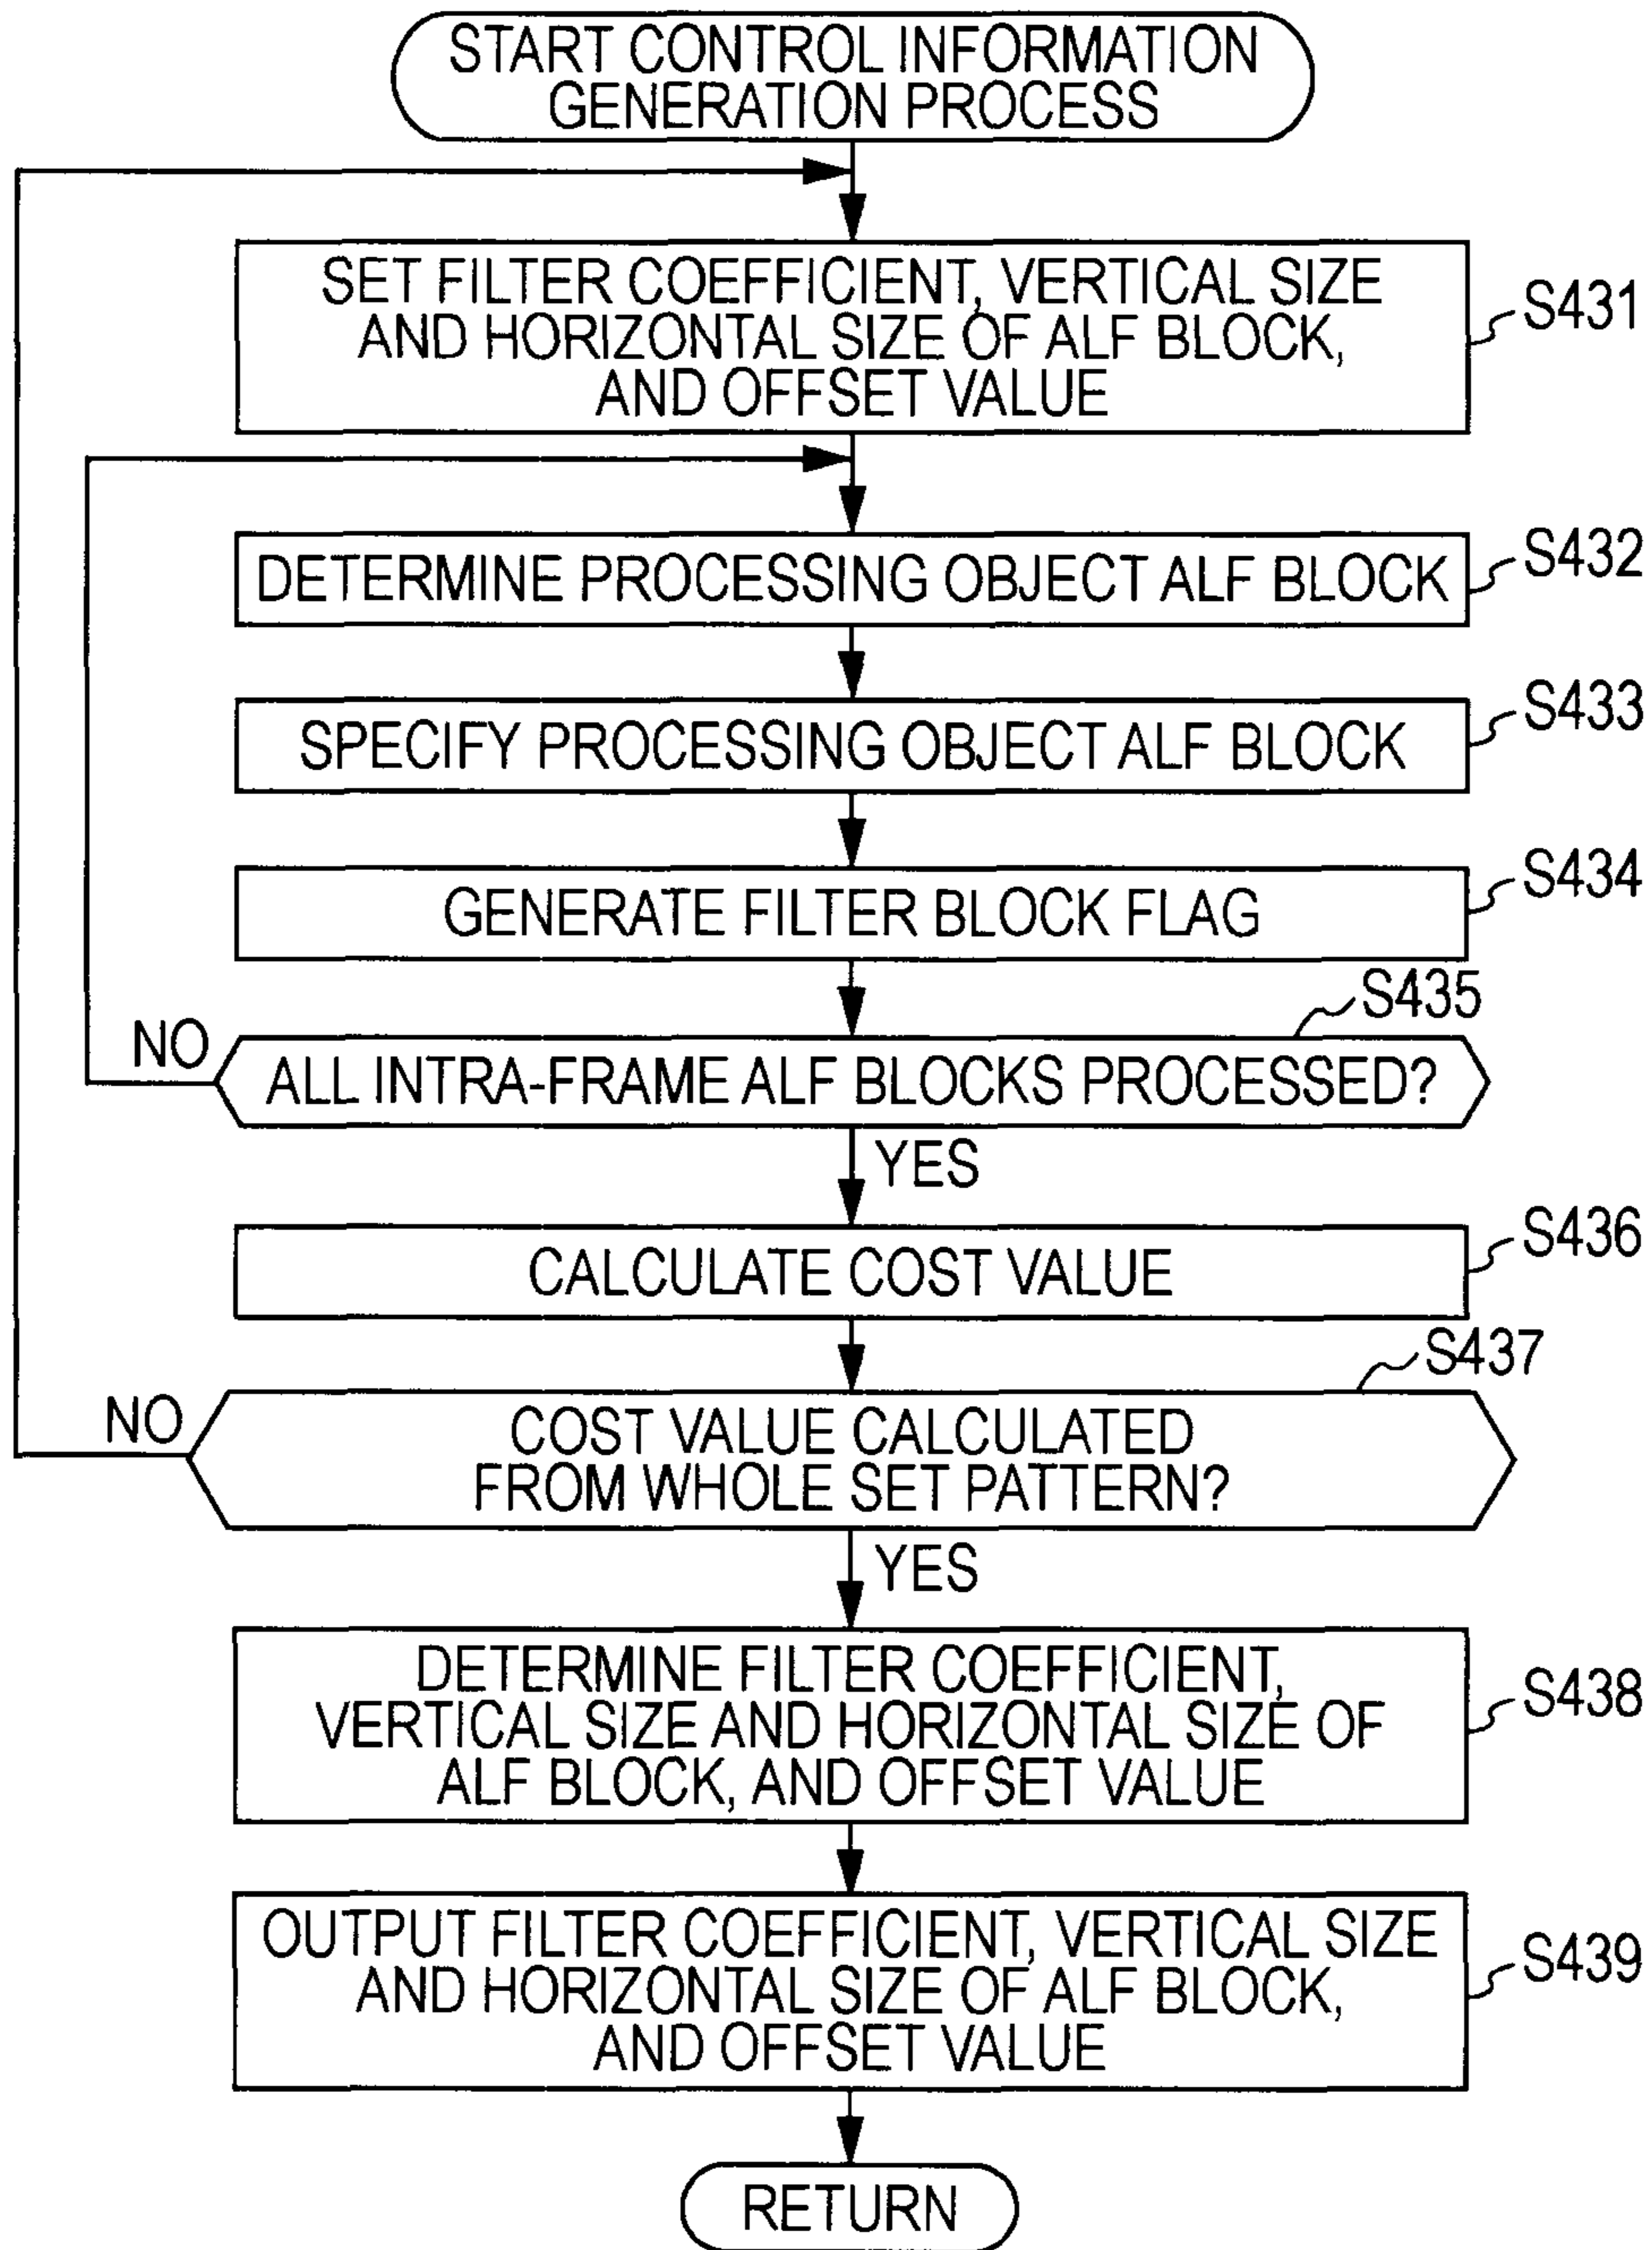 START CONTROL INFORMATION
GENERATION PROCESS
SET FILTER COEFFICIENT, VERTICAL SIZE
AND HORIZONTAL SIZE OF ALF BLOCK,
AND OFFSET VALUE
S431
DETERMINE PROCESSING OBJECT ALF BLOCK
S432
SPECIFY PROCESSING OBJECT ALF BLOCK
S433
GENERATE FILTER BLOCK FLAG
S434
S435
NO
ALL INTRA-FRAME ALF BLOCKS PROCESSED?
YES
CALCULATE COST VALUE
S436
S437
NO
COST VALUE CALCULATED
FROM WHOLE SET PATTERN?
YES
DETERMINE FILTER COEFFICIENT,
VERTICAL SIZE AND HORIZONTAL SIZE OF
ALF BLOCK, AND OFFSET VALUE
S438
OUTPUT FILTER COEFFICIENT, VERTICAL SIZE
AND HORIZONTAL SIZE OF ALF BLOCK,
AND OFFSET VALUE
S439
RETURN